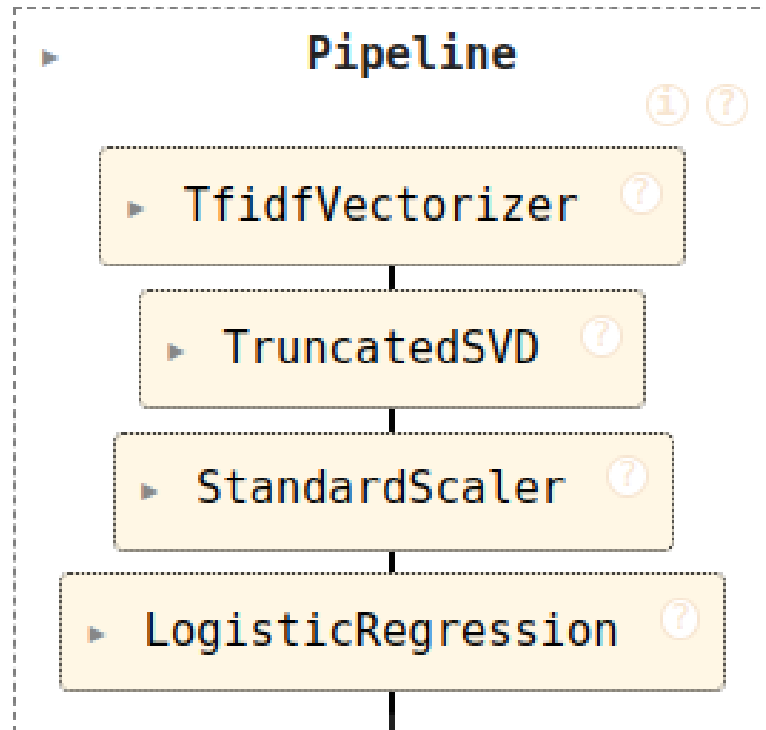 Pipeline
i ?
TfidfVectorizer ?
TruncatedSVD ?
StandardScaler ?
LogisticRegression ?